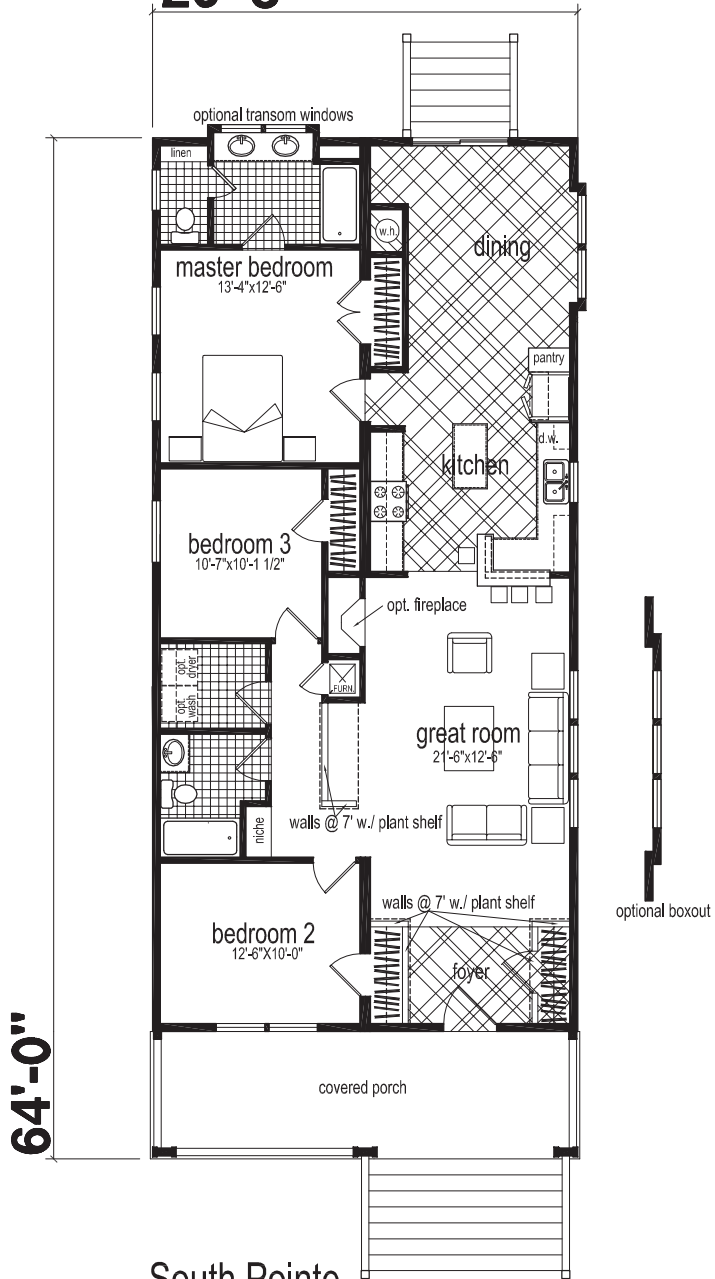 optional transom windows
linen
w.h.
dining
master bedroom
13'-4"x12'-6"
pantry
d.w.
kitchen
bedroom 3
10'-7"x10'-1 1/2"
opt. fireplace
opt.
dryer
opt.
wash
FURN.
great room
21'-6"x12'-6"
walls @ 7' w./ plant shelf
niche
walls @ 7' w./ plant shelf
optional boxout
bedroom 2
12'-6"X10'-0"
foyer
64'-0"
covered porch
South Pointe